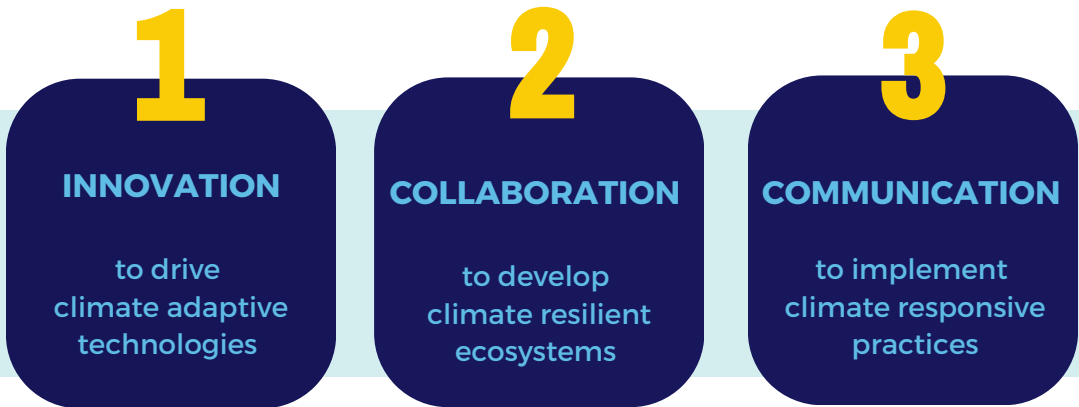 1
INNOVATION
to drive
climate adaptive
technologies
2
COLLABORATION
to develop
climate resilient
ecosystems
3
COMMUNICATION
to implement
climate responsive
practices